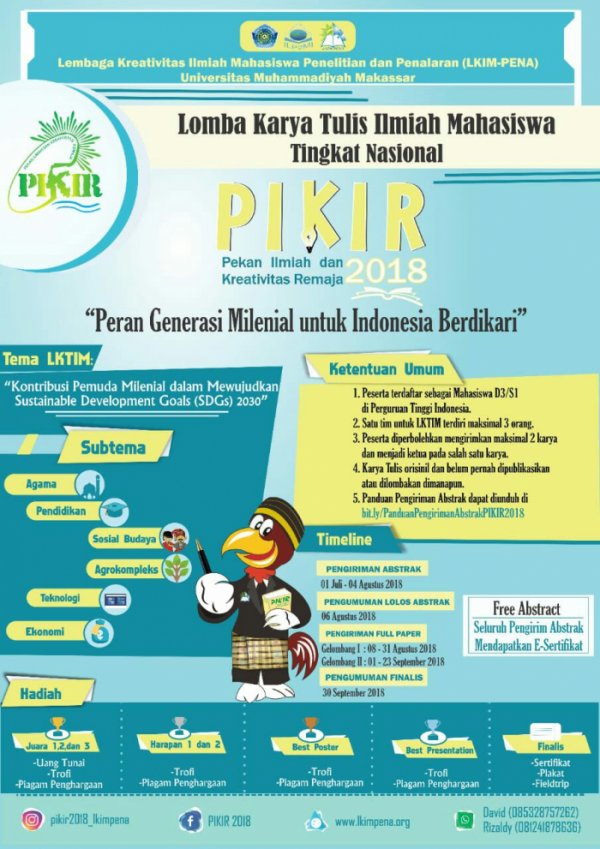 Lembaga Kreativitas Ilmiah Mahasiswa Penelitian dan Penalaran (LKIM-PENA)
Universitas Muhammadiyah Makassar
PIKIR
Lomba Karya Tulis Ilmiah Mahasiswa
Tingkat Nasional
PIKIR
Pekan Ilmiah dan
Kreativitas Remaja
2018
“Peran Generasi Milenial untuk Indonesia Berdikari”
Tema LKTIM:
“Kontribusi Pemuda Milenial dalam Mewujudkan
Sustainable Development Goals (SDGs) 2030”
Subtema
Agama
Pendidikan
Sosial Budaya
Agrokompleks
Teknologi
Ekonomi
Ketentuan Umum
1. Peserta terdaftar sebagai Mahasiswa D3/S1
di Perguruan Tinggi Indonesia.
2. Satu tim untuk LKTIM terdiri maksimal 3 orang.
3. Peserta diperbolehkan mengirimkan maksimal 2 karya
dan menjadi ketua pada salah satu karya.
4. Karya Tulis orisinil dan belum pernah dipublikasikan
atau dilombakan dimanapun.
5. Panduan Pengiriman Abstrak dapat diunduh di
bit.ly/PanduanPengirimanAbstrakPIKIR2018
Timeline
PENGIRIMAN ABSTRAK
01 Juli - 04 Agustus 2018
PENGUMUMAN LOLOS ABSTRAK
06 Agustus 2018
PENGIRIMAN FULL PAPER
Gelombang I : 08 - 31 Agustus 2018
Gelombang II : 01 - 23 September 2018
PENGUMUMAN FINALIS
30 September 2018
Free Abstract
Seluruh Pengirim Abstrak
Mendapatkan E-Sertifikat
PIKIR
Hadiah
Juara 1,2,dan 3
-Uang Tunai
-Trofi
-Piagam Penghargaan
Harapan 1 dan 2
-Trofi
-Piagam Penghargaan
Best Poster
-Trofi
-Piagam Penghargaan
Best Presentation
-Trofi
-Piagam Penghargaan
Finalis
-Sertifikat
-Plakat
-Fieldtrip
pikir2018_lkimpena
PIKIR 2018
www.lkimpena.org
David (085328757262)
Rizaldy (081241878636)